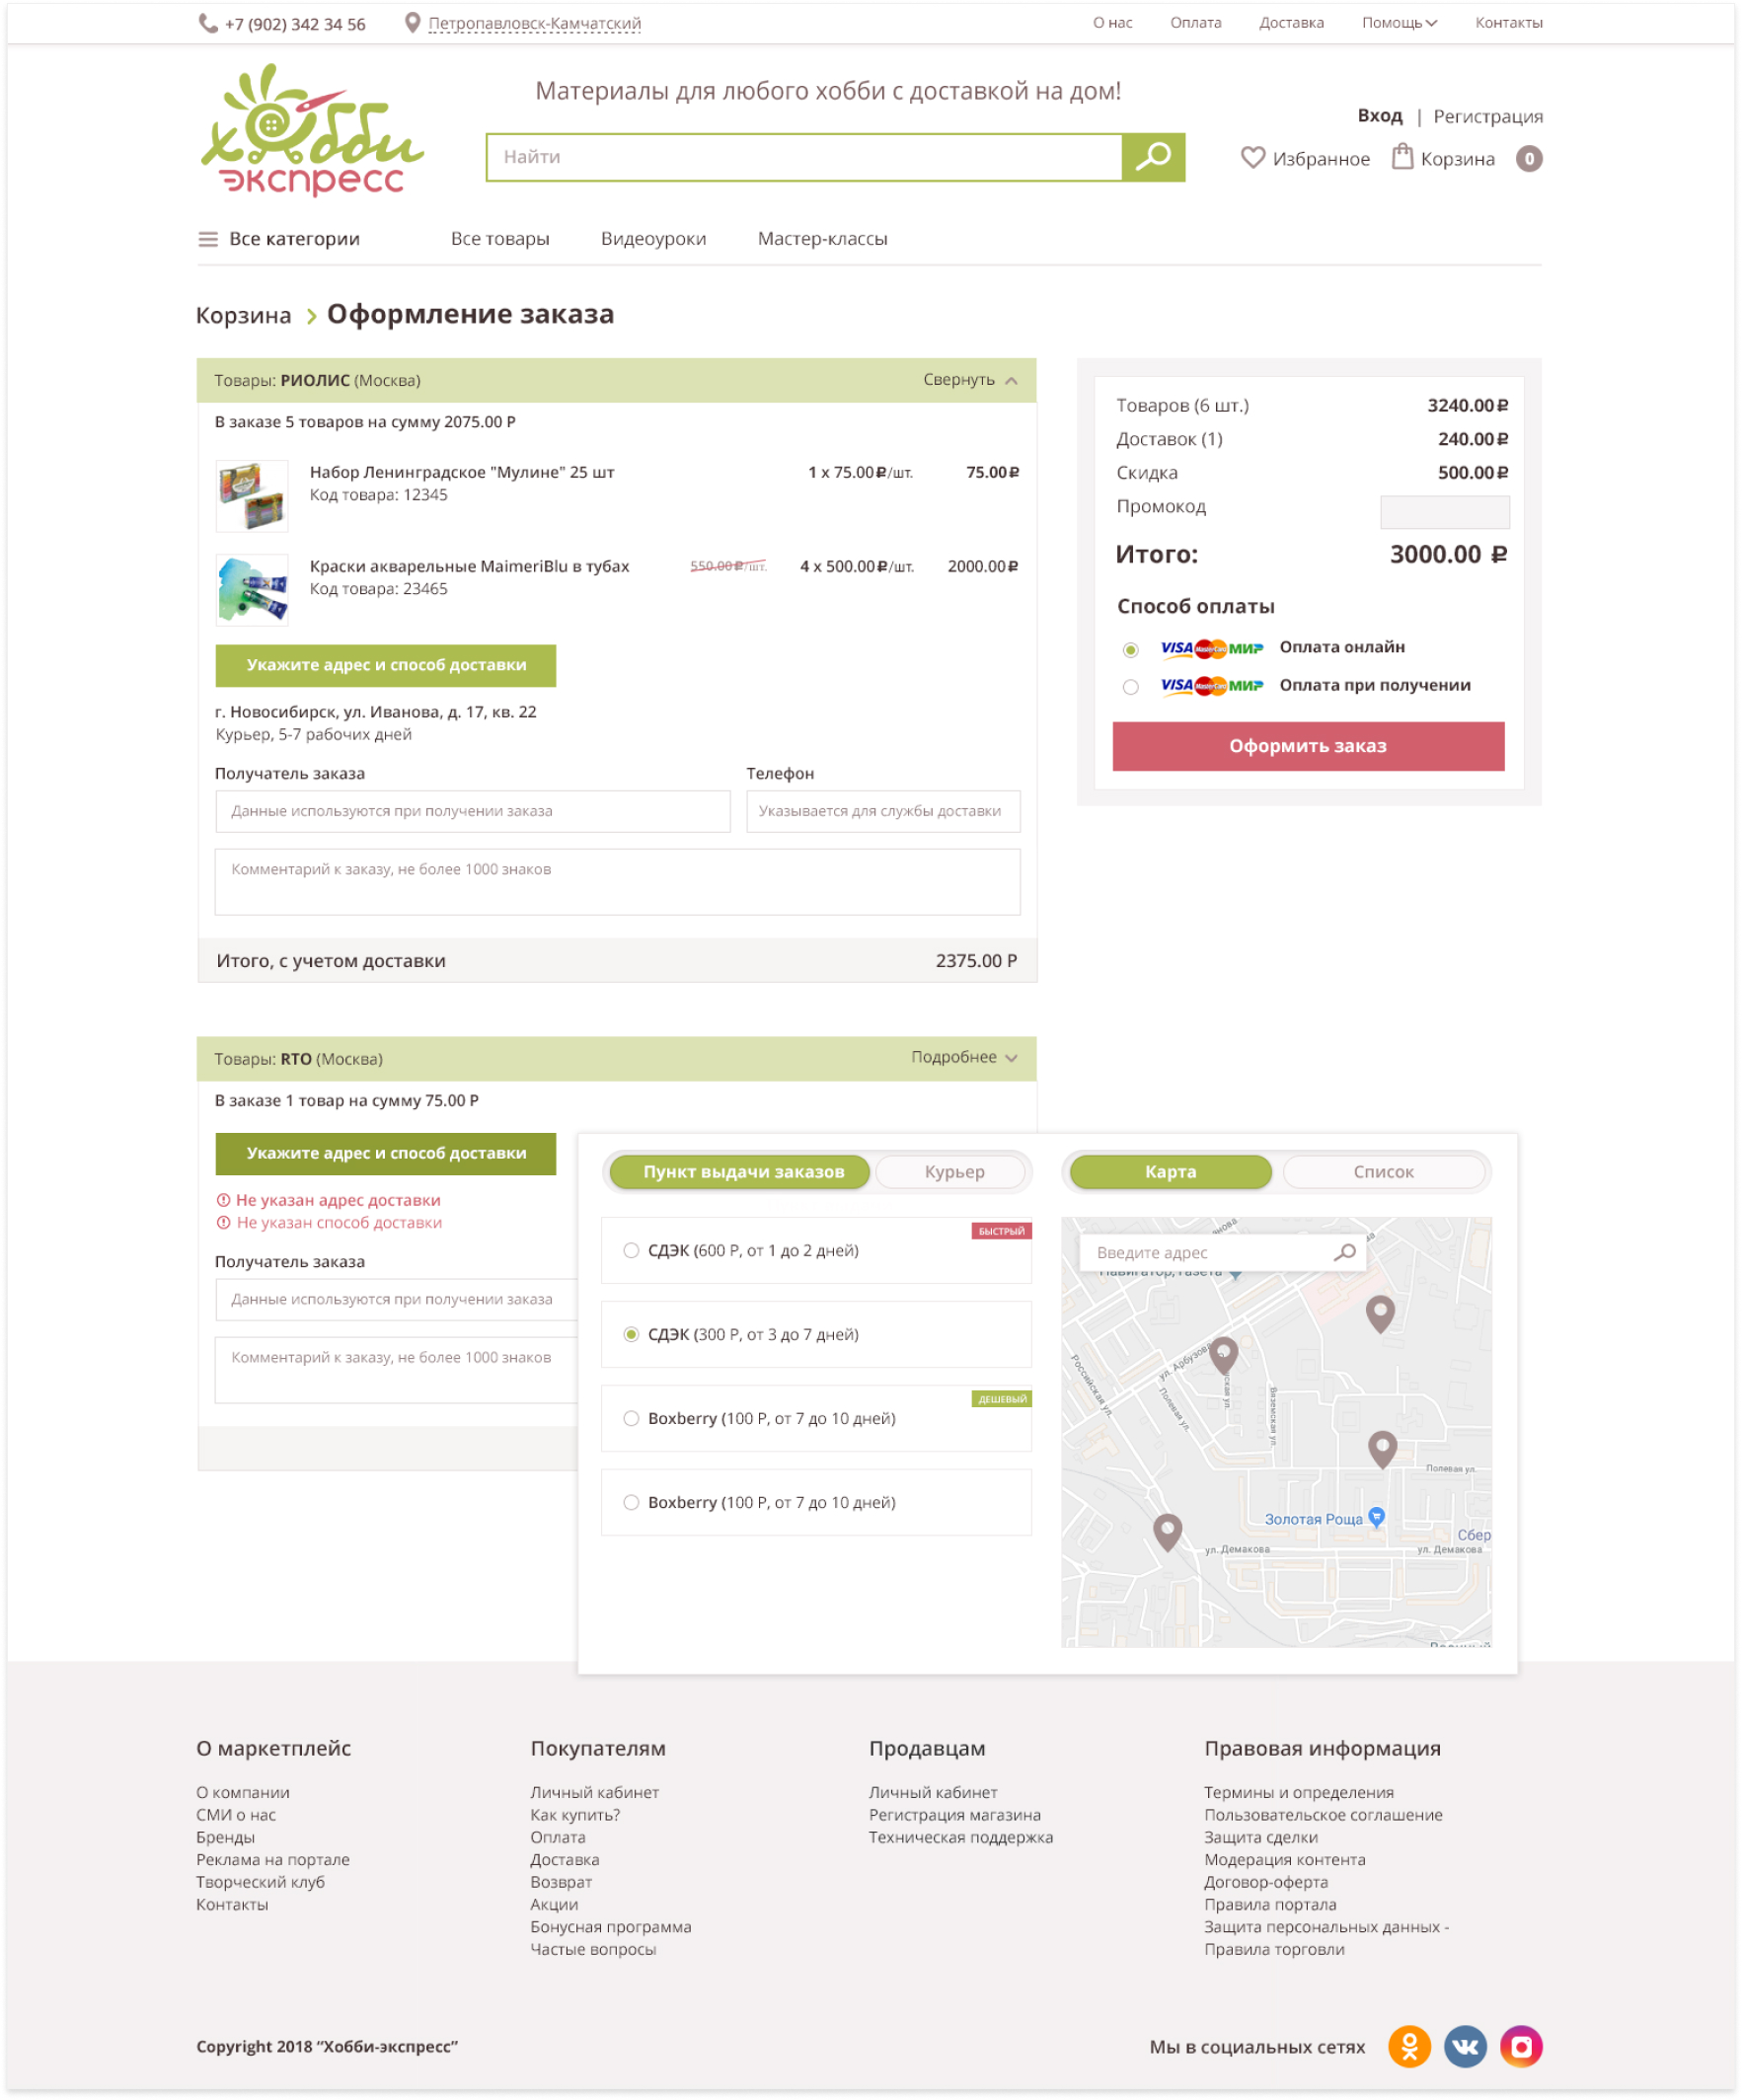 +7 (902) 342 34 56 Петропавловск-Камчатский О нас Оплата Доставка Помощь Контакты
хобби
экспресс
Материалы для любого хобби с доставкой на дом!
Найти
Вход | Регистрация
Избранное Корзина 0
Все категории Все товары Видеоуроки Мастер-классы
Корзина Оформление заказа
Товары: РИОЛИС (Москва) Свернуть
В заказе 5 товаров на сумму 2075.00 Р
Набор Ленинградское "Мулине" 25 шт 1 x 75.00₽/шт. 75.00₽
Код товара: 12345
Краски акварельные MaimeriBlu в тубах 550.00₽/шт. 4 x 500.00₽/шт. 2000.00₽
Код товара: 23465
Укажите адрес и способ доставки
г. Новосибирск, ул. Иванова, д. 17, кв. 22
Курьер, 5-7 рабочих дней
Получатель заказа Телефон
Данные используются при получении заказа Указывается для службы доставки
Комментарий к заказу, не более 1000 знаков
Итого, с учетом доставки 2375.00 Р
Товаров (6 шт.) 3240.00₽
Доставок (1) 240.00₽
Скидка 500.00₽
Промокод
Итого: 3000.00 ₽
Способ оплаты
VISA MasterCard МИР Оплата онлайн
VISA MasterCard МИР Оплата при получении
Оформить заказ
Товары: RTO (Москва) Подробнее
В заказе 1 товар на сумму 75.00 Р
Укажите адрес и способ доставки
Не указан адрес доставки
Не указан способ доставки
Получатель заказа
Данные используются при получении заказа
Комментарий к заказу, не более 1000 знаков
Пункт выдачи заказов Курьер
БЫСТРЫЙ
СДЭК (600 Р, от 1 до 2 дней)
СДЭК (300 Р, от 3 до 7 дней)
ДЕШЕВЫЙ
Boxberry (100 Р, от 7 до 10 дней)
Boxberry (100 Р, от 7 до 10 дней)
Карта Список
Введите адрес
Навигатор, газета
ул. Арбузова
Российская ул.
Полевая ул.
Вяземская ул.
Полевая ул.
Золотая Роща
Сбер
ул. Демакова ул. Демакова
О маркетплейс
О компании
СМИ о нас
Бренды
Реклама на портале
Творческий клуб
Контакты
Покупателям
Личный кабинет
Как купить?
Оплата
Доставка
Возврат
Акции
Бонусная программа
Частые вопросы
Продавцам
Личный кабинет
Регистрация магазина
Техническая поддержка
Правовая информация
Термины и определения
Пользовательское соглашение
Защита сделки
Модерация контента
Договор-оферта
Правила портала
Защита персональных данных -
Правила торговли
Copyright 2018 “Хобби-экспресс” Мы в социальных сетях